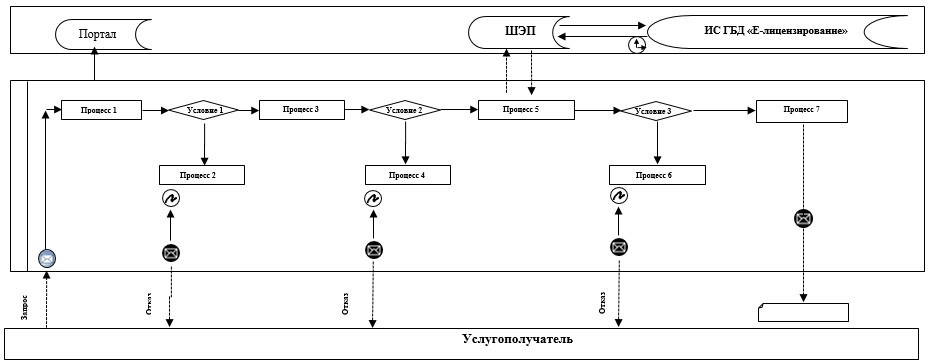 Портал
ШЭП
ИС ГБД «Е-лицензирование»
Процесс 1
Условие 1
Процесс 3
Условие 2
Процесс 5
Условие 3
Процесс 7
Процесс 2
Процесс 4
Процесс 6
Запрос
Отказ
Отказ
Отказ
Услугополучатель